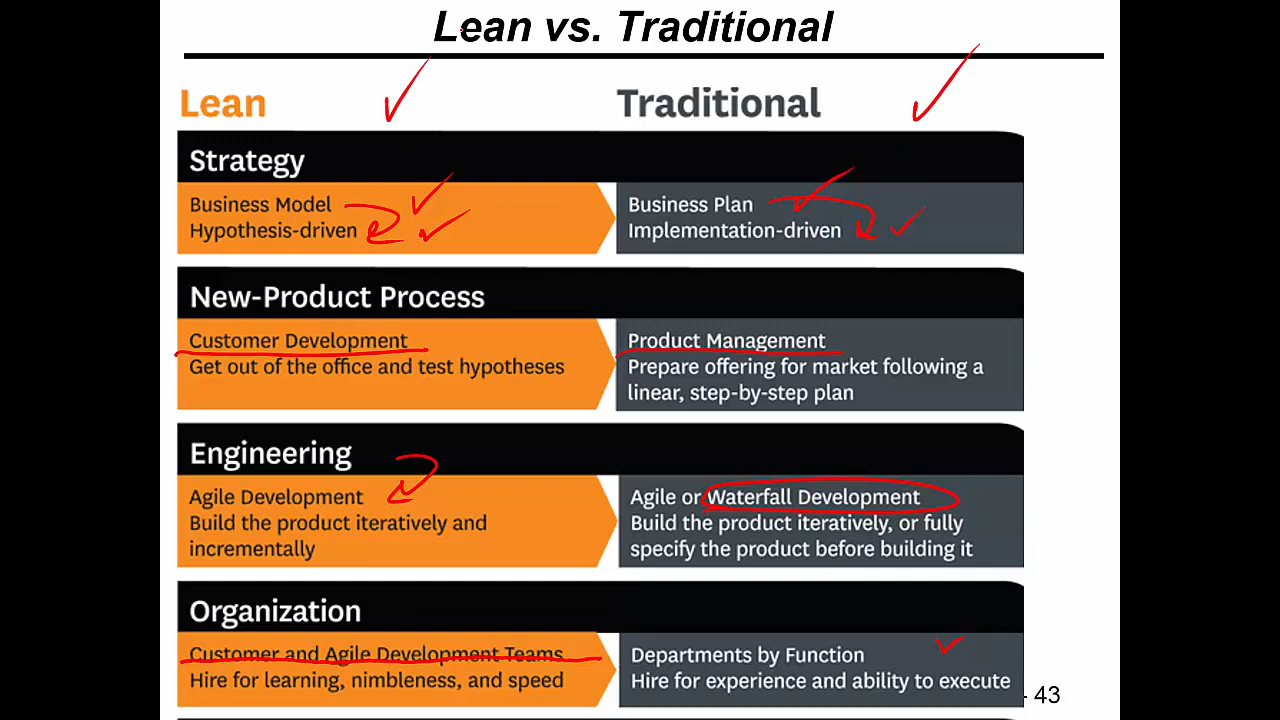 Lean vs. Traditional
Lean
Traditional
Strategy
Business Model
Hypothesis-driven
Business Plan
Implementation-driven
New-Product Process
Customer Development
Get out of the office and test hypotheses
Product Management
Prepare offering for market following a
linear, step-by-step plan
Engineering
Agile Development
Build the product iteratively and
incrementally
Agile or Waterfall Development
Build the product iteratively, or fully
specify the product before building it
Organization
Customer and Agile Development Teams
Hire for learning, nimbleness, and speed
Departments by Function
Hire for experience and ability to execute
- 43